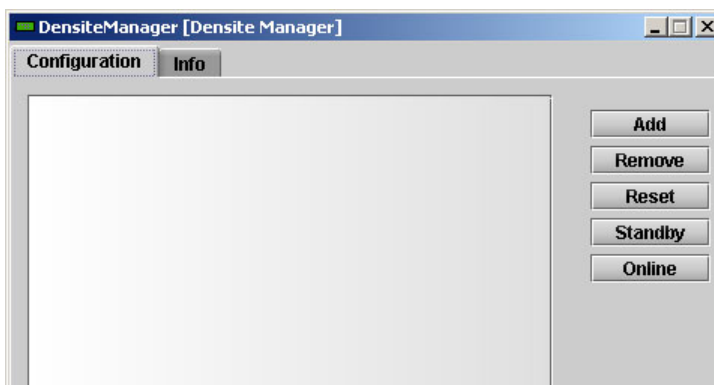 DensiteManager [Densite Manager]
Configuration Info
Add
Remove
Reset
Standby
Online